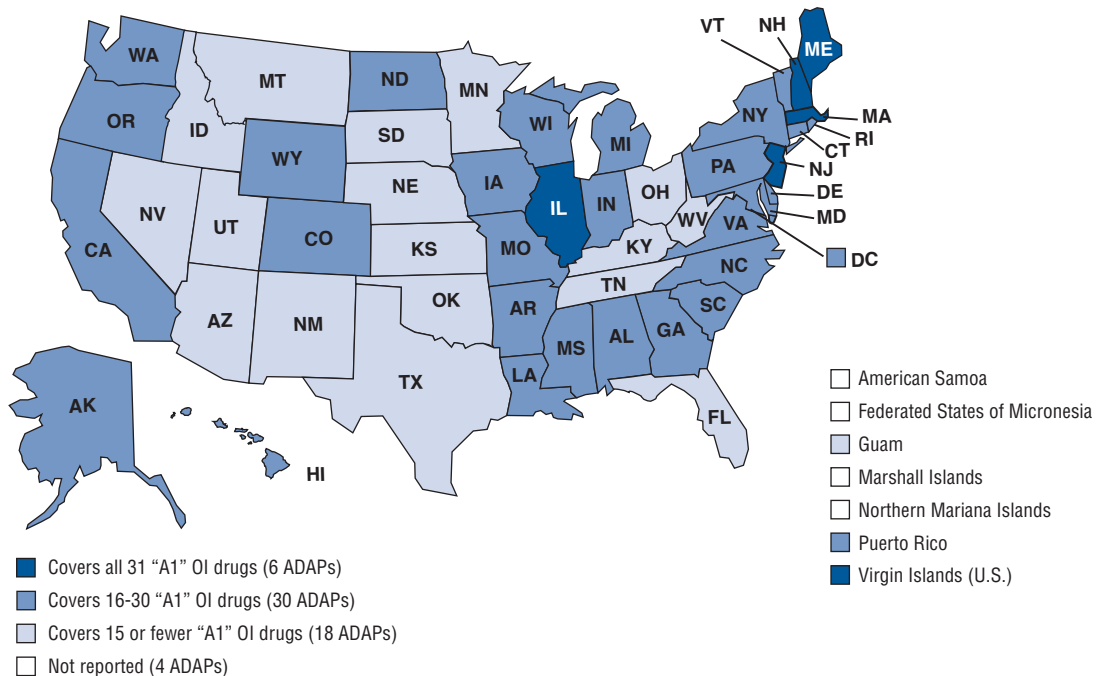 VT
NH
ME
WA
MT
ND
MN
OR
ID
SD
WI
MI
NY
MA
RI
CT
WY
NE
IA
PA
NJ
DE
MD
NV
UT
CO
IL
IN
OH
WV
VA
DC
CA
KS
MO
KY
NC
AZ
NM
OK
AR
TN
SC
MS
AL
GA
TX
LA
FL
AK
HI
American Samoa
Federated States of Micronesia
Guam
Marshall Islands
Northern Mariana Islands
Puerto Rico
Virgin Islands (U.S.)
Covers all 31 “A1” OI drugs (6 ADAPs)
Covers 16-30 “A1” OI drugs (30 ADAPs)
Covers 15 or fewer “A1” OI drugs (18 ADAPs)
Not reported (4 ADAPs)